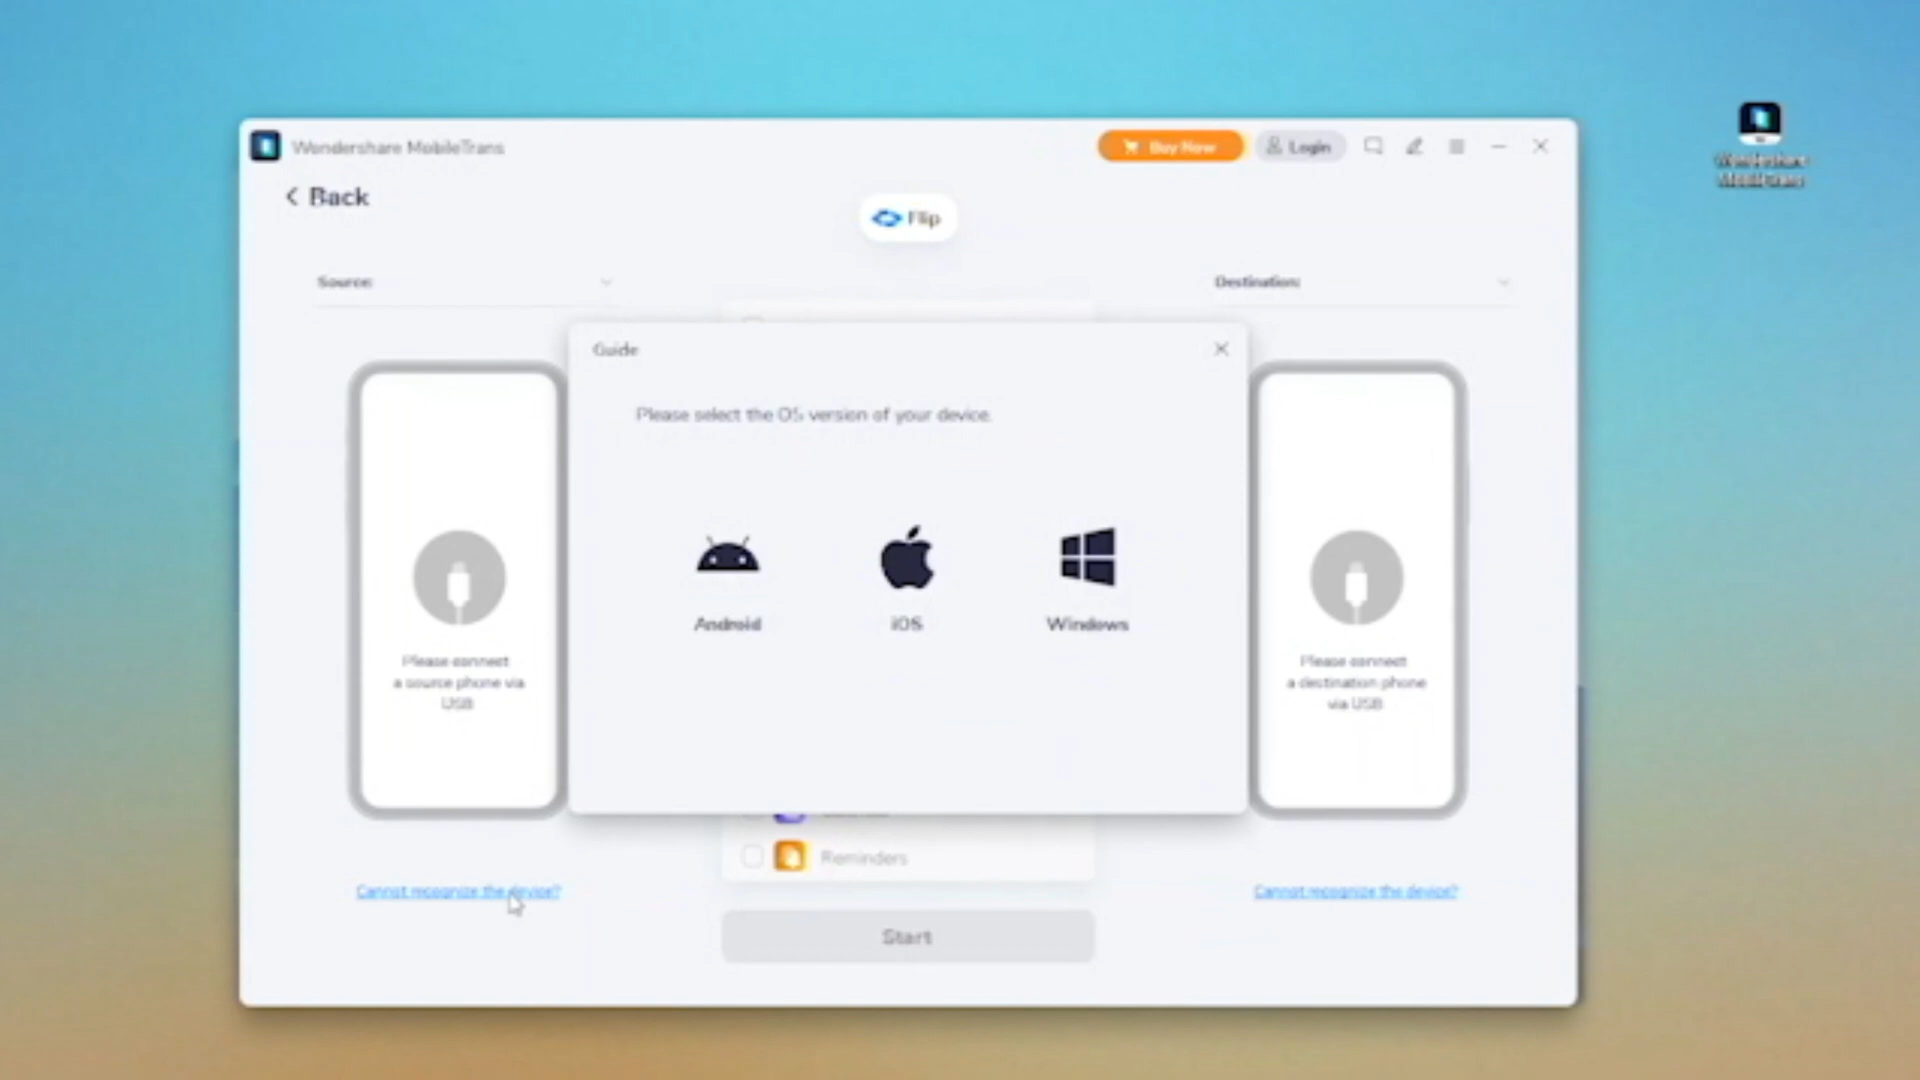 Wondershare MobileTrans
Buy Now
Login
Wondershare
MobileTrans
Back
Flip
Source:
Destination:
Guide
Please select the OS version of your device.
Android
iOS
Windows
Please connect
a source phone via
USB
Please connect
a destination phone
via USB
Reminders
Cannot recognize the device?
Cannot recognize the device?
Start